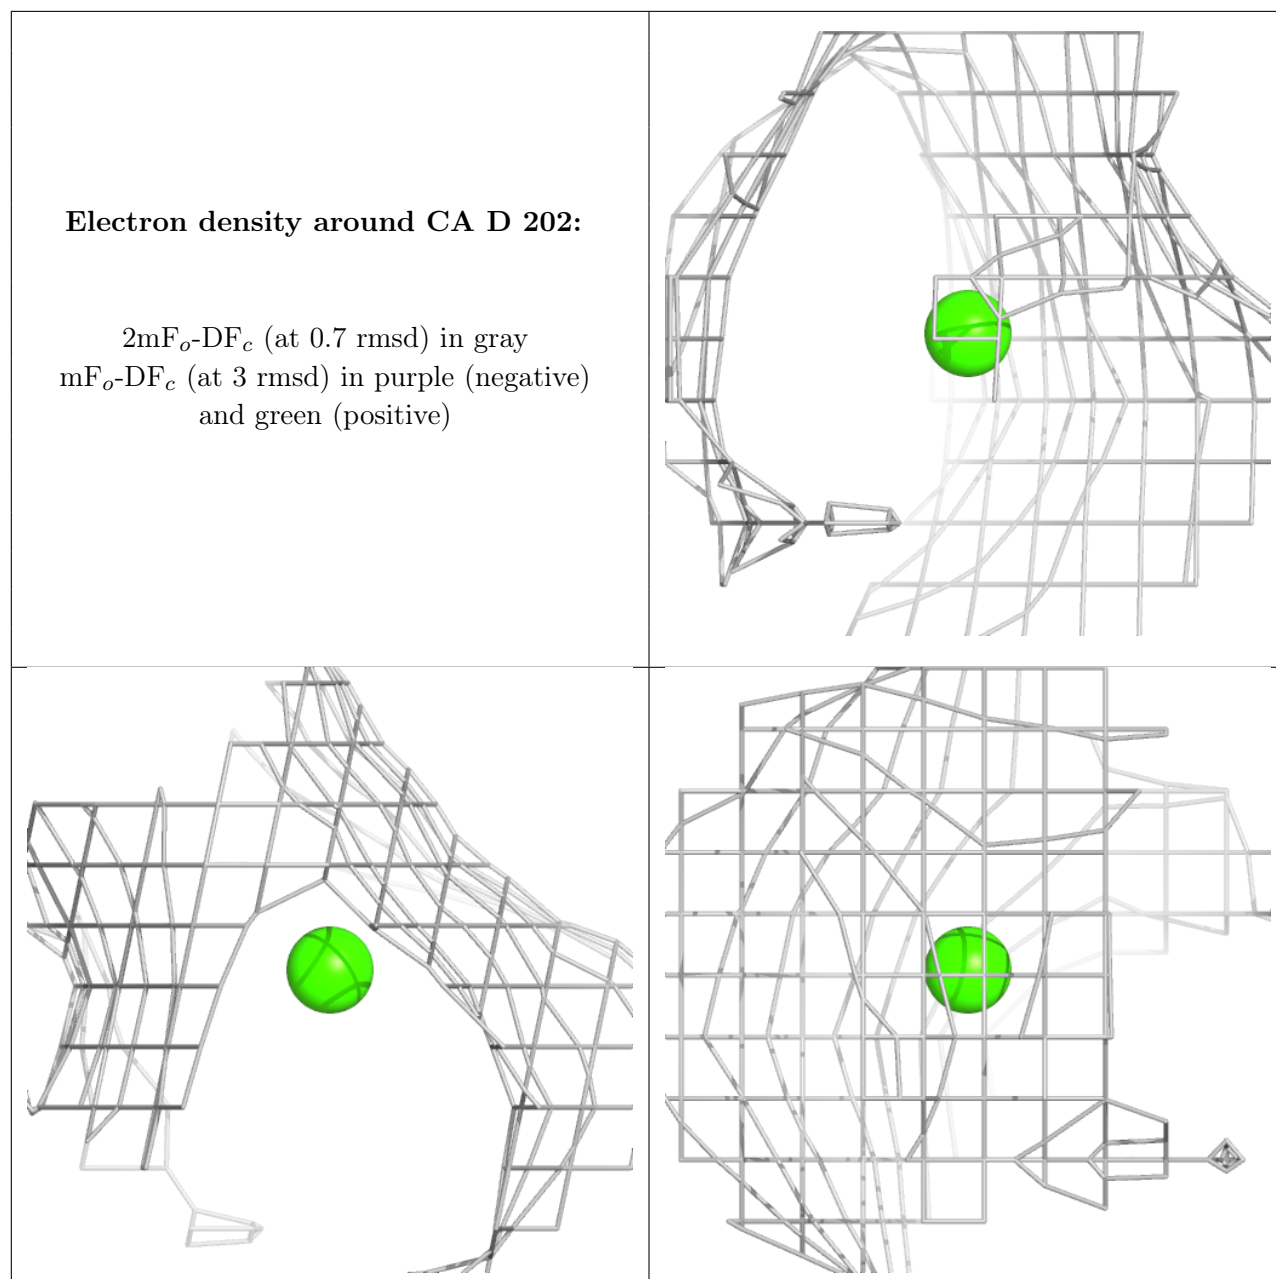 Electron density around CA D 202:
2mFo-DFc (at 0.7 rmsd) in gray
mFo-DFc (at 3 rmsd) in purple (negative)
and green (positive)